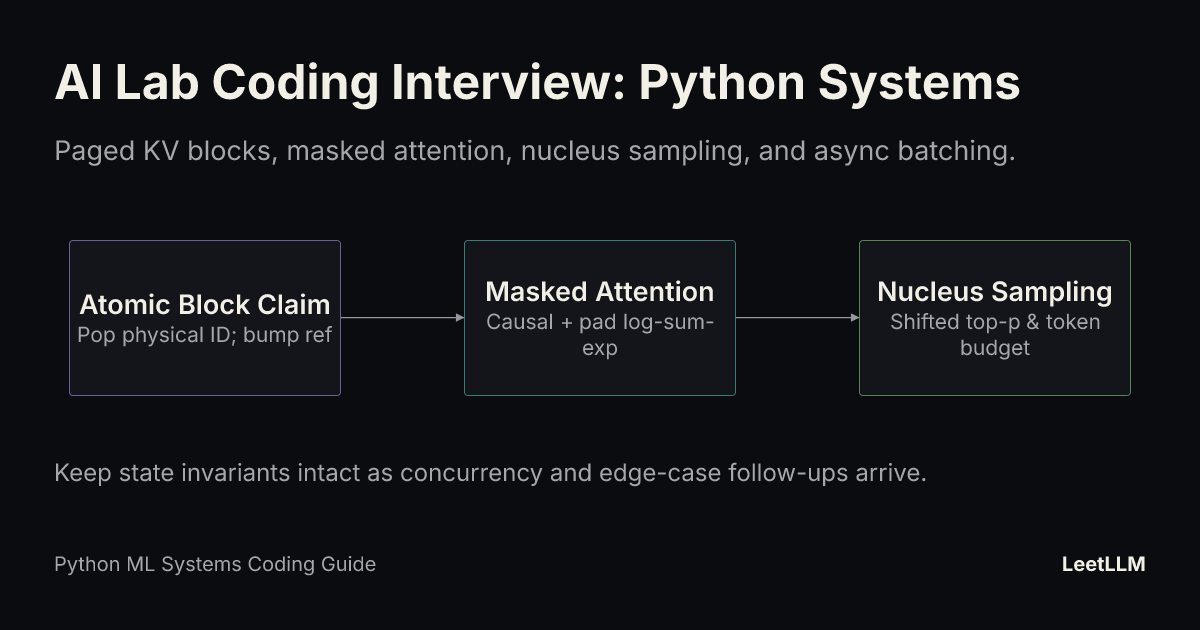 AI Lab Coding Interview: Python Systems
Paged KV blocks, masked attention, nucleus sampling, and async batching.
Atomic Block Claim
Pop physical ID; bump ref
Masked Attention
Causal + pad log-sum-
exp
Nucleus Sampling
Shifted top-p & token
budget
Keep state invariants intact as concurrency and edge-case follow-ups arrive.
Python ML Systems Coding Guide
LeetLLM